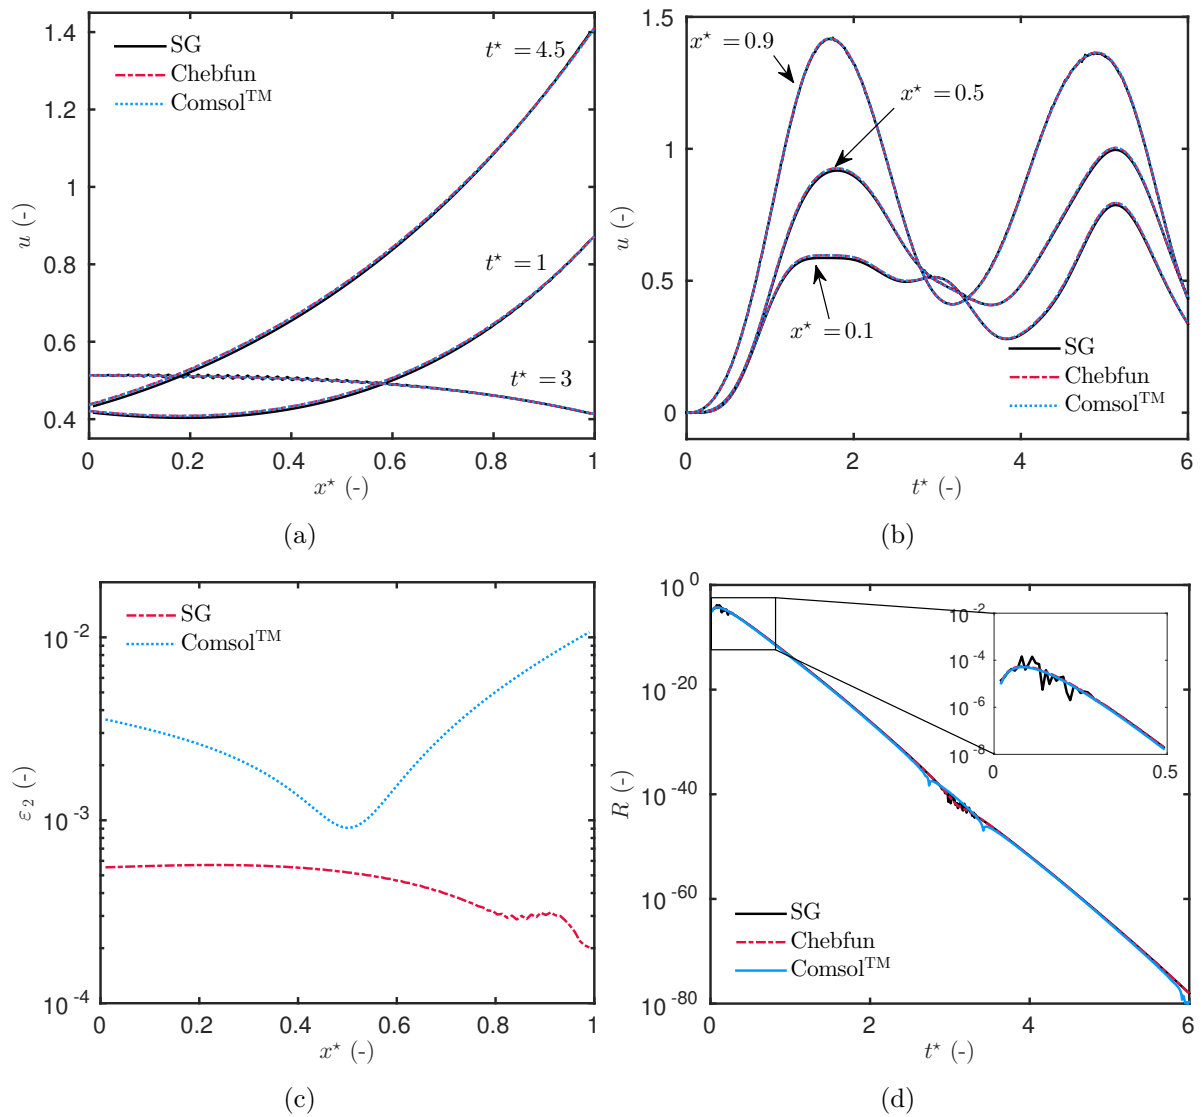 SG
Chebfun
Comsol™
t⋆ = 4.5
t⋆ = 1
t⋆ = 3
1.4
1.2
1
0.8
0.6
0.4
u (-)
0 0.2 0.4 0.6 0.8 1
x⋆ (-)
(a)
x⋆ = 0.9
x⋆ = 0.5
x⋆ = 0.1
SG
Chebfun
Comsol™
1.5
1
0.5
0
u (-)
0 2 4 6
t⋆ (-)
(b)
SG
Comsol™
10⁻²
10⁻³
10⁻⁴
ε₂ (-)
0 0.2 0.4 0.6 0.8 1
x⋆ (-)
(c)
10⁰
10⁻²⁰
10⁻⁴⁰
10⁻⁶⁰
10⁻⁸⁰
R (-)
10⁻²
10⁻⁴
10⁻⁶
10⁻⁸
0 0.5
SG
Chebfun
Comsol™
0 2 4 6
t⋆ (-)
(d)